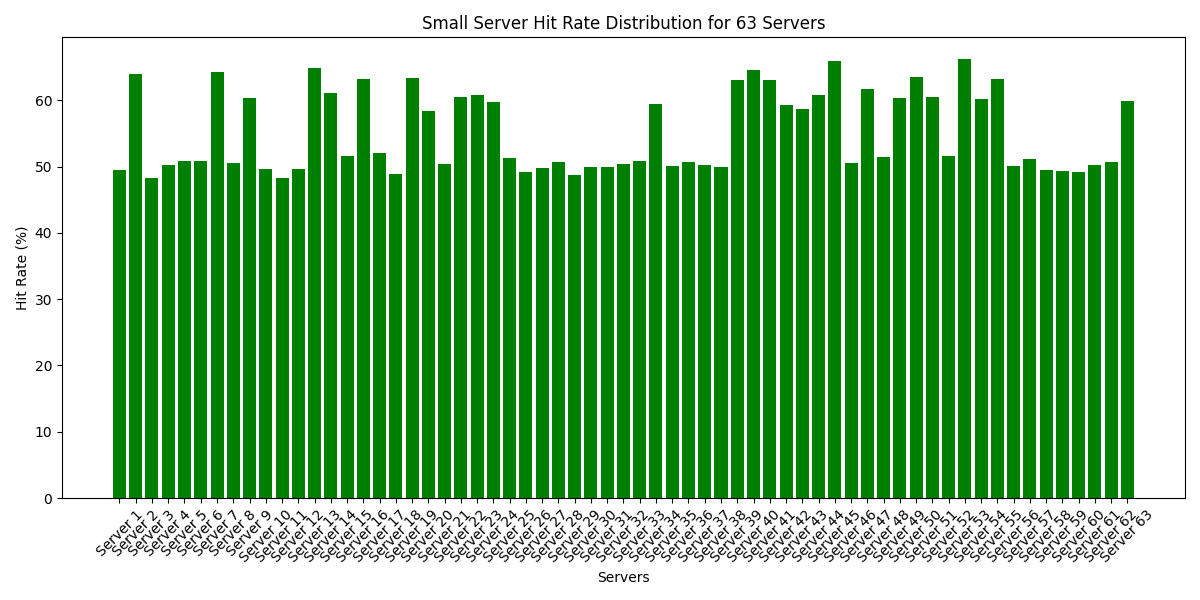 Small Server Hit Rate Distribution for 63 Servers
Hit Rate (%)
60
50
40
30
20
10
0
Server 1
Server 2
Server 3
Server 4
Server 5
Server 6
Server 7
Server 8
Server 9
Server 10
Server 11
Server 12
Server 13
Server 14
Server 15
Server 16
Server 17
Server 18
Server 19
Server 20
Server 21
Server 22
Server 23
Server 24
Server 25
Server 26
Server 27
Server 28
Server 29
Server 30
Server 31
Server 32
Server 33
Server 34
Server 35
Server 36
Server 37
Server 38
Server 39
Server 40
Server 41
Server 42
Server 43
Server 44
Server 45
Server 46
Server 47
Server 48
Server 49
Server 50
Server 51
Server 52
Server 53
Server 54
Server 55
Server 56
Server 57
Server 58
Server 59
Server 60
Server 61
Server 62
Server 63
Servers